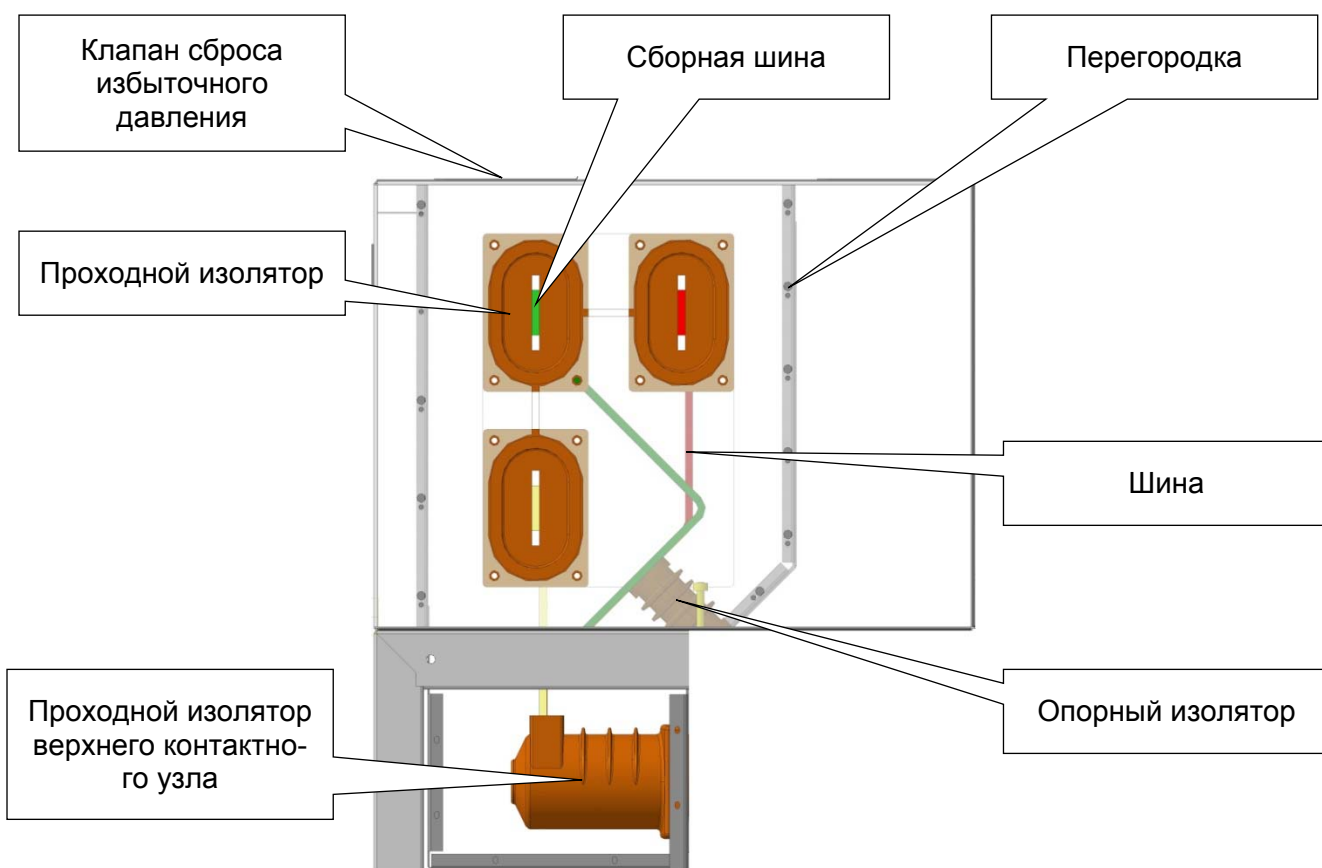 Клапан сброса
избыточного
давления
Сборная шина
Перегородка
Проходной изолятор
Шина
Проходной изолятор
верхнего контактно-
го узла
Опорный изолятор